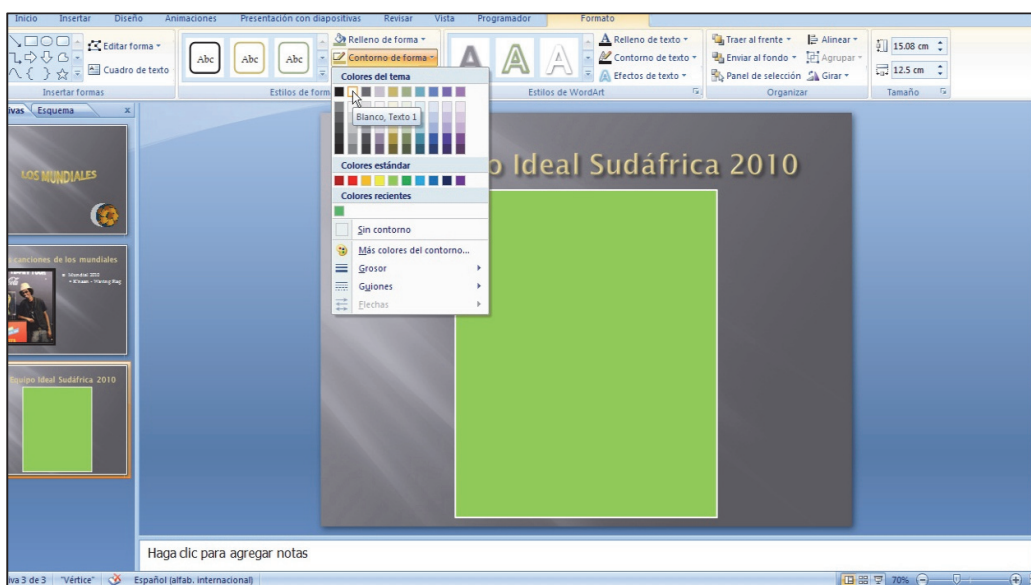 Inicio Insertar Diseño Animaciones Presentación con diapositivas Revisar Vista Programador Formato
Editar forma
Cuadro de texto
Insertar formas
Abc Abc Abc
Relleno de forma
Contorno de forma
Estilos de form
A A A
Relleno de texto
Contorno de texto
Efectos de texto
Estilos de WordArt
Traer al frente
Enviar al fondo
Panel de selección
Alinear
Agrupar
Girar
Organizar
15.08 cm
12.5 cm
Tamaño
ivas Esquema x
Colores del tema
Blanco, Texto 1
Colores estándar
Colores recientes
Sin contorno
Más colores del contorno...
Grosor
Guiones
Flechas
LOS MUNDIALES
canciones de los mundiales
Mundial 2010
Equipo Ideal Sudáfrica 2010
o Ideal Sudáfrica 2010
Haga clic para agregar notas
iva 3 de 3 "Vértice" Español (alfab. internacional) 70%